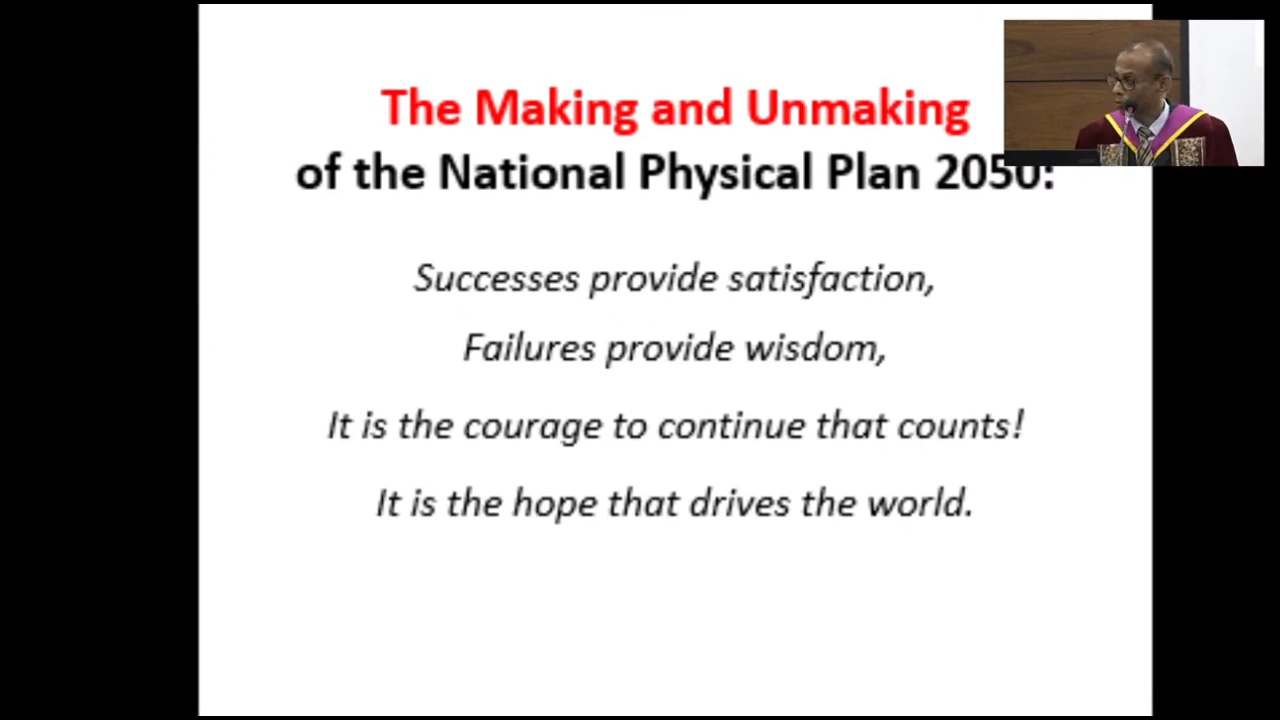 The Making and Unmaking
of the National Physical Plan 2050:
Successes provide satisfaction,
Failures provide wisdom,
It is the courage to continue that counts!
It is the hope that drives the world.